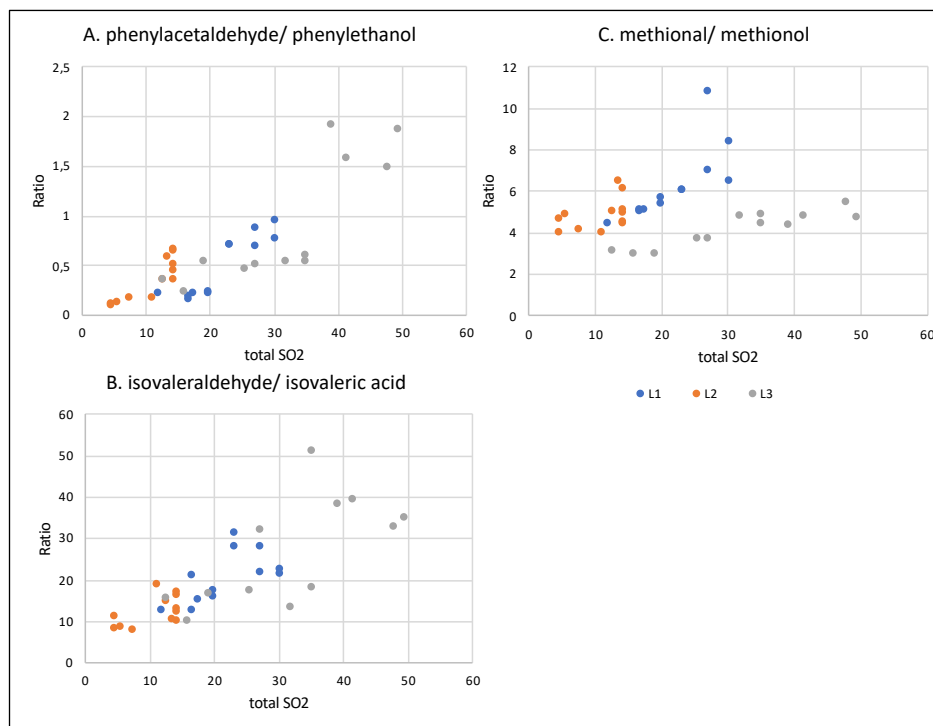 A. phenylacetaldehyde/ phenylethanol
2,5
2
1,5
1
0,5
0
Ratio
0 10 20 30 40 50 60
total SO2
C. methional/ methionol
12
10
8
6
4
2
0
Ratio
0 10 20 30 40 50 60
total SO2
L1 L2 L3
B. isovaleraldehyde/ isovaleric acid
60
50
40
30
20
10
0
Ratio
0 10 20 30 40 50 60
total SO2